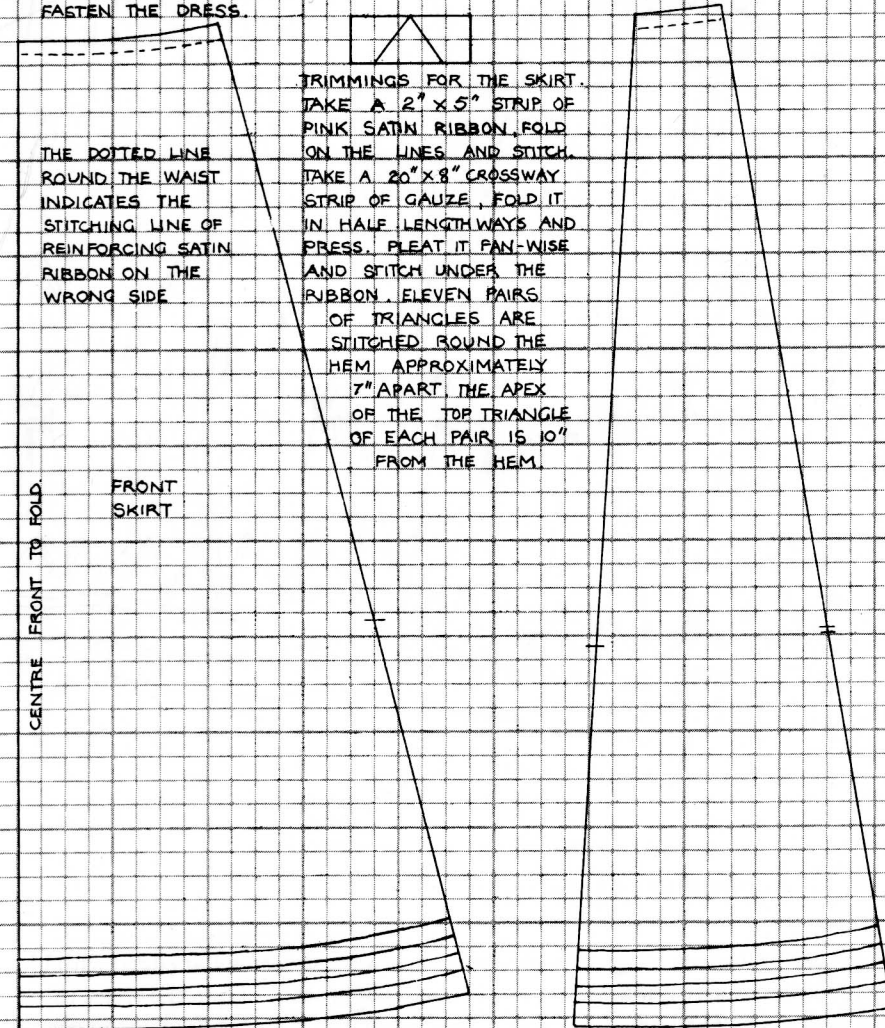 FASTEN THE DRESS.
THE DOTTED LINE
ROUND THE WAIST
INDICATES THE
STITCHING LINE OF
REINFORCING SATIN
RIBBON ON THE
WRONG SIDE
TRIMMINGS FOR THE SKIRT.
TAKE A 2" X 5" STRIP OF
PINK SATIN RIBBON, FOLD
ON THE LINES AND STITCH.
TAKE A 20" X 8" CROSSWAY
STRIP OF GAUZE, FOLD IT
IN HALF LENGTHWAYS AND
PRESS. PLEAT IT FAN-WISE
AND STITCH UNDER THE
RIBBON. ELEVEN PAIRS
OF TRIANGLES ARE
STITCHED ROUND THE
HEM APPROXIMATELY
7" APART. THE APEX
OF THE TOP TRIANGLE
OF EACH PAIR IS 10"
FROM THE HEM.
FRONT
SKIRT
CENTRE FRONT TO FOLD.